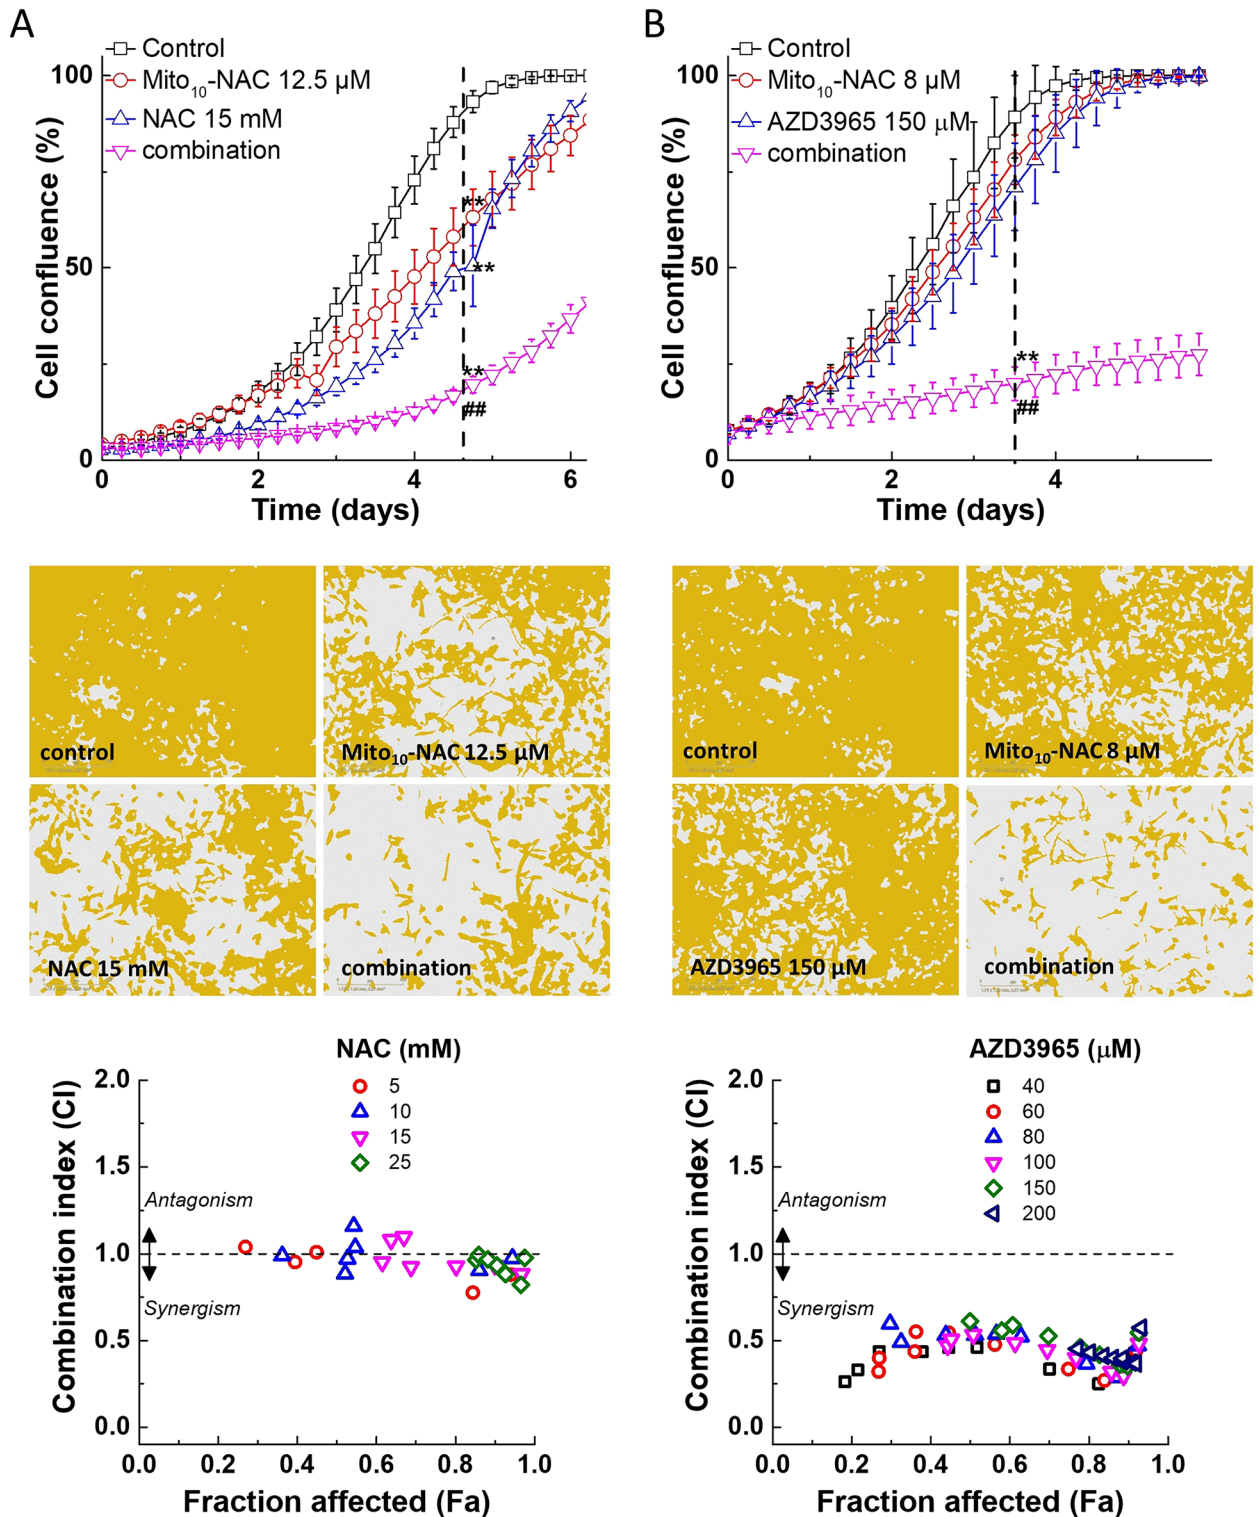 A
Control
Mito₁₀-NAC 12.5 µM
NAC 15 mM
combination
100
50
0
Cell confluence (%)
**
**
**
##
0
2
4
6
Time (days)
B
Control
Mito₁₀-NAC 8 µM
AZD3965 150 µM
combination
100
50
0
Cell confluence (%)
**
##
0
2
4
Time (days)
control
Mito₁₀-NAC 12.5 µM
NAC 15 mM
combination
control
Mito₁₀-NAC 8 µM
AZD3965 150 µM
combination
NAC (mM)
5
10
15
25
2.0
1.5
1.0
0.5
0.0
Combination index (CI)
Antagonism
Synergism
0.0
0.2
0.4
0.6
0.8
1.0
Fraction affected (Fa)
AZD3965 (µM)
40
60
80
100
150
200
2.0
1.5
1.0
0.5
0.0
Combination index (CI)
Antagonism
Synergism
0.0
0.2
0.4
0.6
0.8
1.0
Fraction affected (Fa)